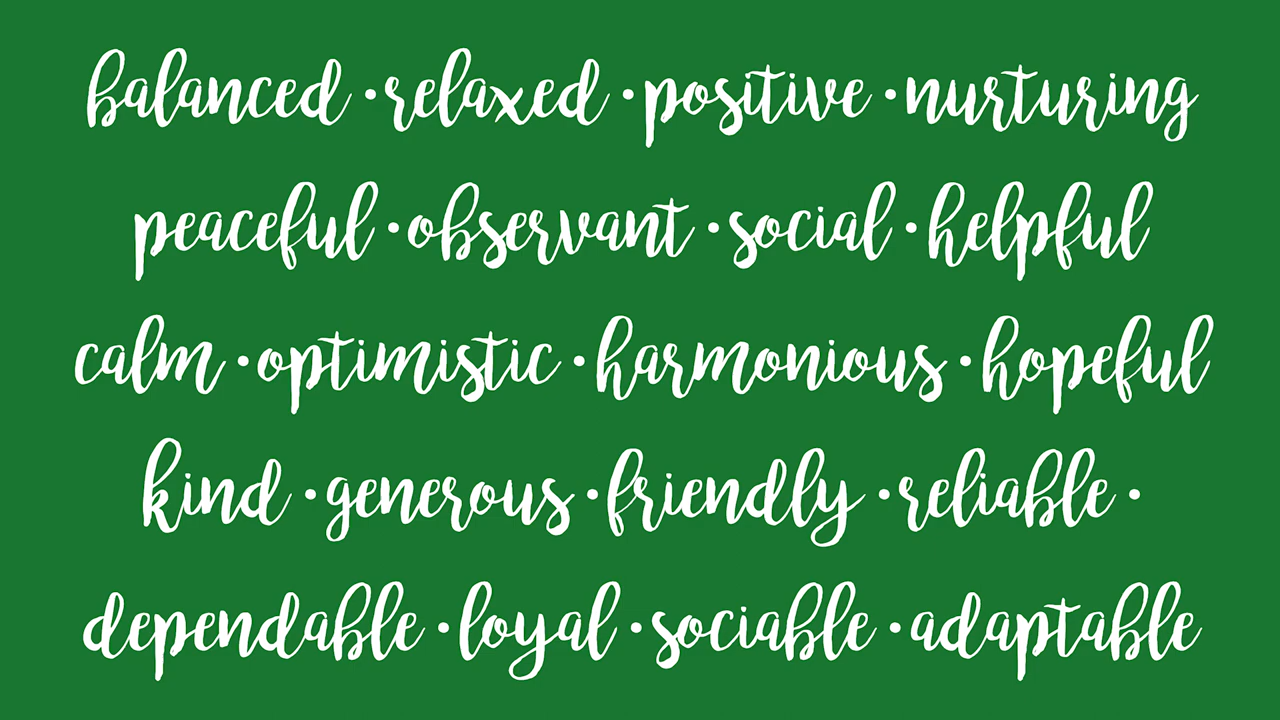 balanced • relaxed • positive • nurturing
peaceful • observant • social • helpful
calm • optimistic • harmonious • hopeful
kind • generous • friendly • reliable •
dependable • loyal • sociable • adaptable